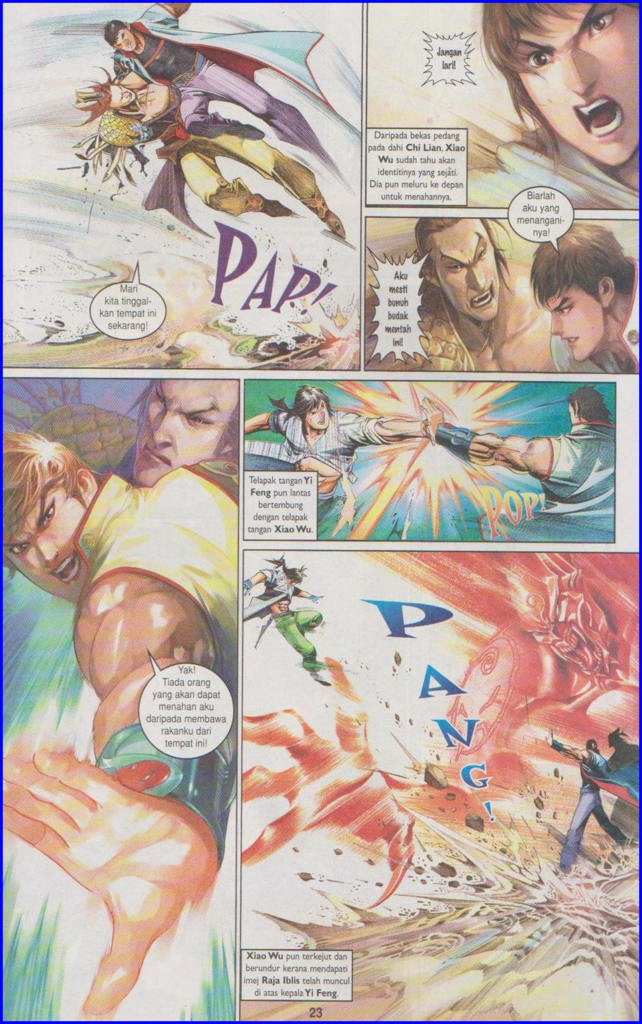 PAP!
Mari
kita tinggal-
kan tempat ini
sekarang!
Jangan
lari!
Daripada bekas pedang
pada dahi Chi Lian, Xiao
Wu sudah tahu akan
identitinya yang sejati.
Dia pun meluru ke depan
untuk menahannya.
Aku
mesti
bunuh
budak
mentah
ini!
Biarlah
aku yang
menangani-
nya!
Yak!
Tiada orang
yang akan dapat
menahan aku
daripada membawa
rakanku dari
tempat ini!
Telapak tangan Yi
Feng pun lantas
bertembung
dengan telapak
tangan Xiao Wu.
POP!
PANG!
Xiao Wu pun terkejut dan
berundur kerana mendapati
imej Raja Iblis telah muncul
di atas kepala Yi Feng.
23